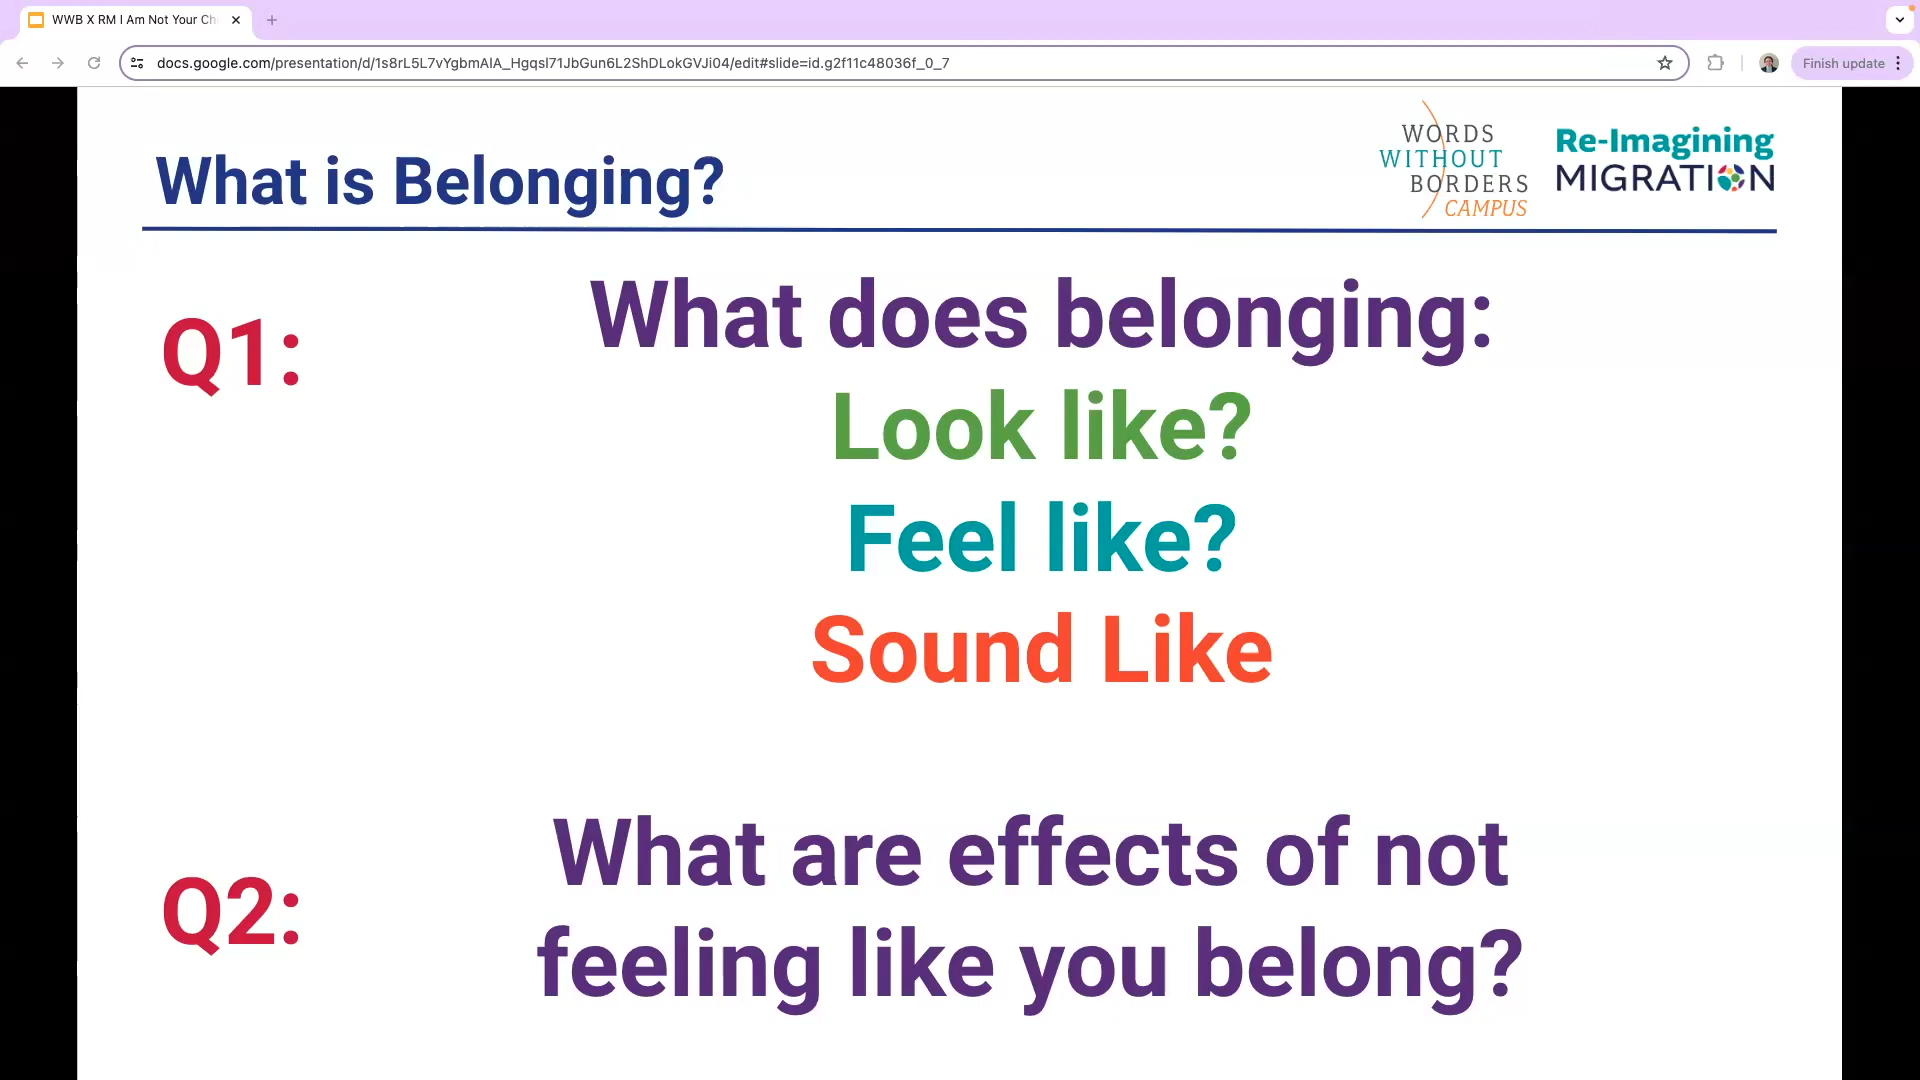 WWB X RM I Am Not Your Ch
docs.google.com/presentation/d/1s8rL5L7vYgbmAIA_Hgqsl71JbGun6L2ShDLokGVJi04/edit#slide=id.g2f11c48036f_0_7
Finish update
What is Belonging?
WORDS
WITHOUT
BORDERS
CAMPUS
Re-Imagining
MIGRATION
Q1:
What does belonging:
Look like?
Feel like?
Sound Like
Q2:
What are effects of not
feeling like you belong?